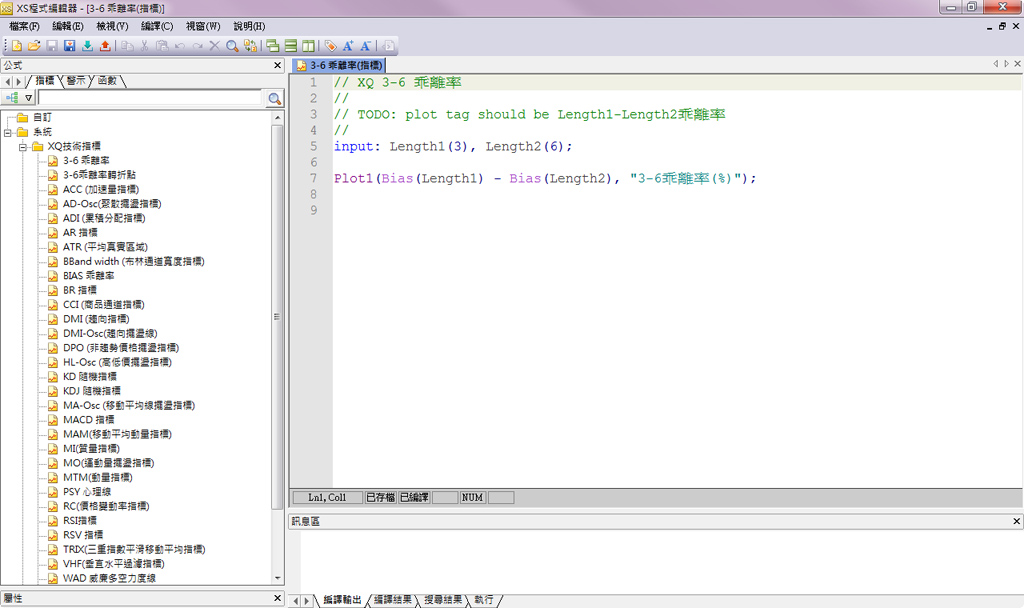 XS程式編輯器 - [3-6 乖離率(指標)]
檔案(F) 編輯(E) 檢視(V) 編譯(C) 視窗(W) 說明(H)
公式
指標 警示 函數
自訂
系統
XQ技術指標
3-6 乖離率
3-6乖離率轉折點
ACC (加速量指標)
AD-Osc(聚散擺盪指標)
ADI (累積分配指標)
AR 指標
ATR (平均真實區域)
BBand width (布林通道寬度指標)
BIAS 乖離率
BR 指標
CCI (商品通道指標)
DMI (趨向指標)
DMI-Osc(趨向擺盪線)
DPO (非趨勢價格擺盪指標)
HL-Osc (高低價擺盪指標)
KD 隨機指標
KDJ 隨機指標
MA-Osc (移動平均線擺盪指標)
MACD 指標
MAM(移動平均動量指標)
MI(質量指標)
MO(運動量擺盪指標)
MTM(動量指標)
PSY 心理線
RC(價格變動率指標)
RSI指標
RSV 指標
TRIX(三重指數平滑移動平均指標)
VHF(垂直水平過濾指標)
WAD 威廉多空力度線
屬性
3-6 乖離率(指標)
1 // XQ 3-6 乖離率
2 //
3 // TODO: plot tag should be Length1-Length2乖離率
4 //
5 input: Length1(3), Length2(6);
6
7 Plot1(Bias(Length1) - Bias(Length2), "3-6乖離率(%)");
8
9
Ln1, Col1 已存檔 已編譯 NUM
訊息區
編譯輸出 編譯結果 搜尋結果 執行